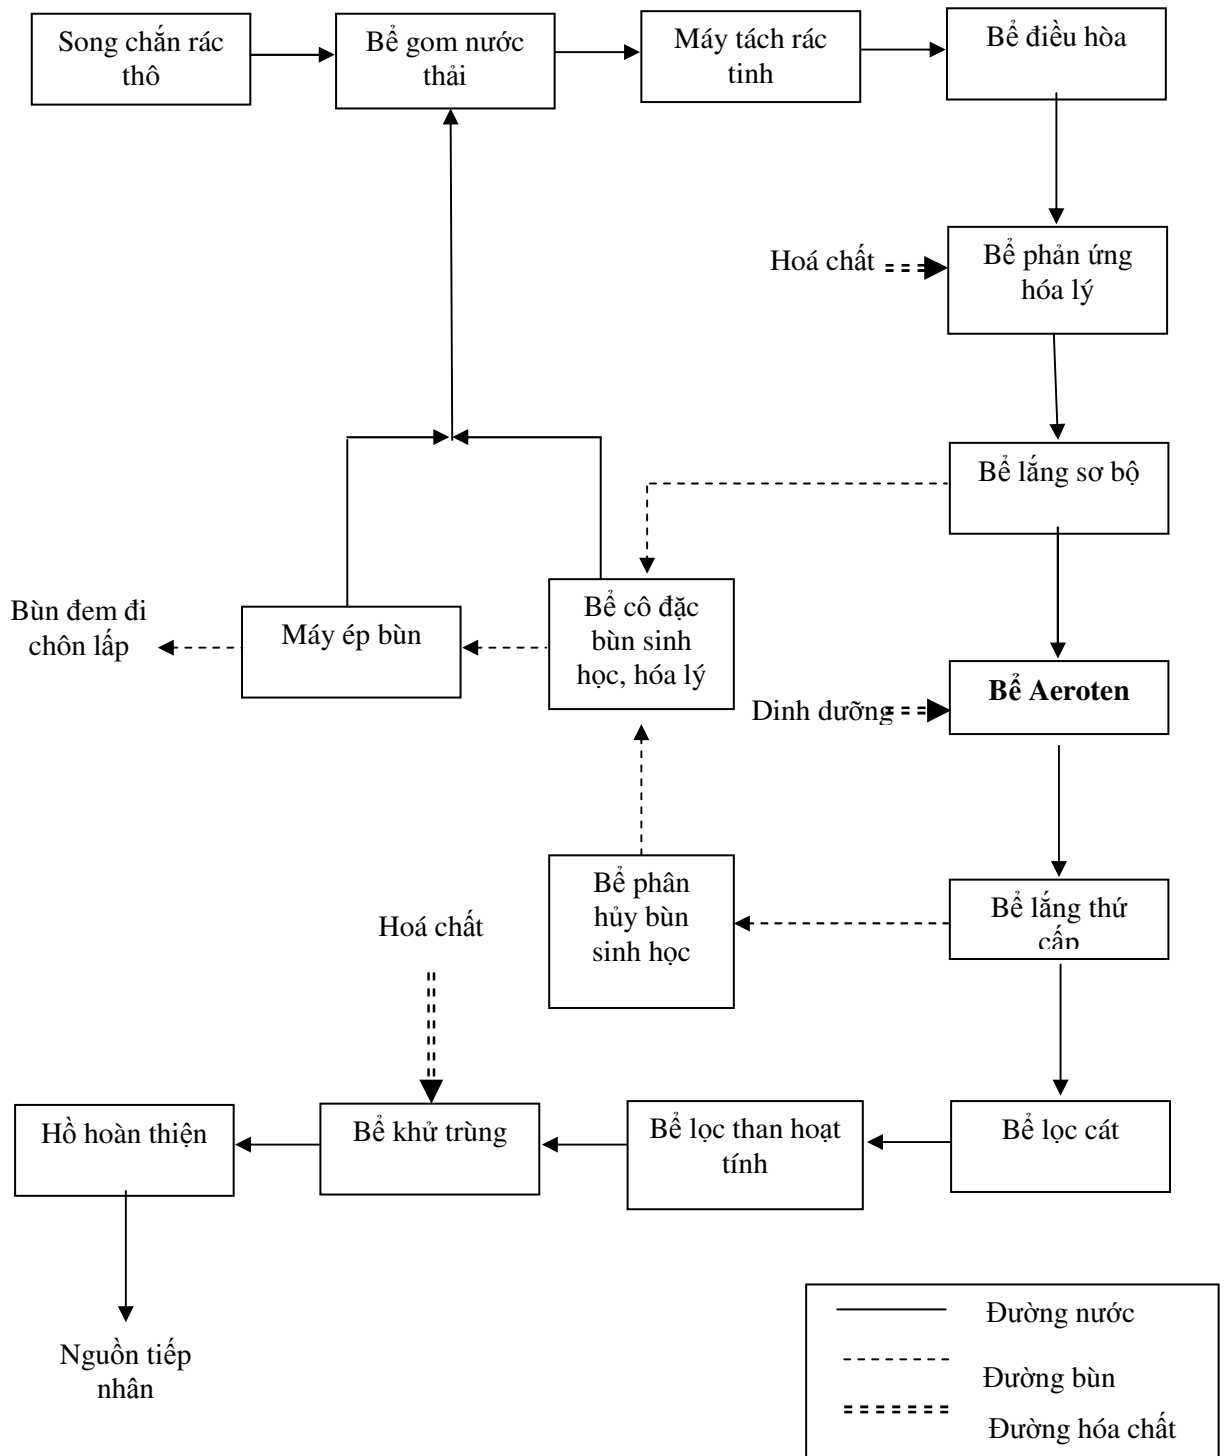 Song chắn rác
thô
Bể gom nước
thải
Máy tách rác
tinh
Bể điều hòa
Hoá chất
Bể phản ứng
hóa lý
Bể lắng sơ bộ
Bùn đem đi
chôn lấp
Máy ép bùn
Bể cô đặc
bùn sinh
học, hóa lý
Dinh dưỡng
Bể Aeroten
Hoá chất
Bể phân
hủy bùn
sinh học
Bể lắng thứ
cấp
Hồ hoàn thiện
Bể khử trùng
Bể lọc than hoạt
tính
Bể lọc cát
Nguồn tiếp
nhân
Đường nước
Đường bùn
Đường hóa chất